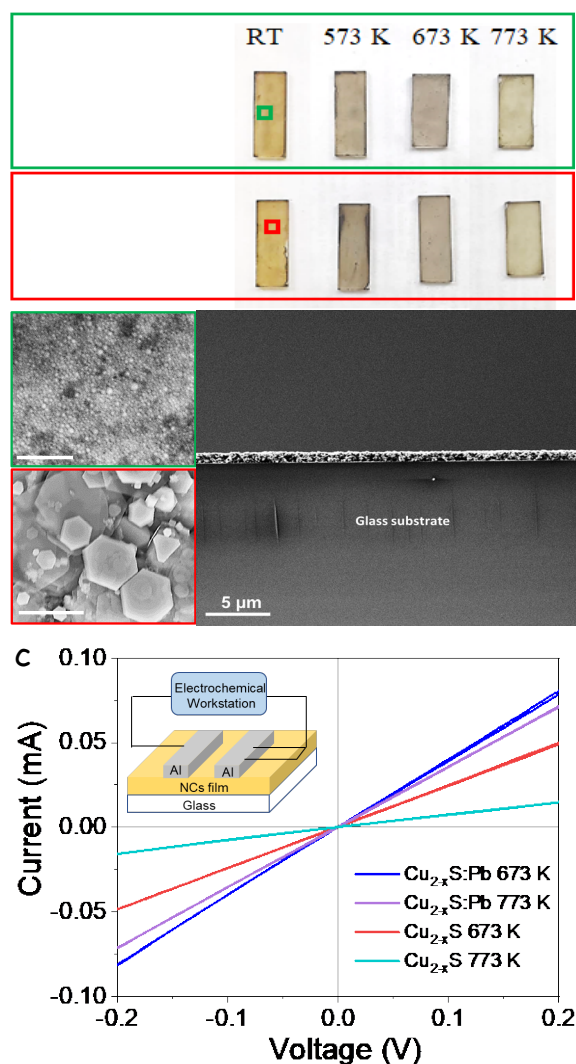 RT 573 K 673 K 773 K
Glass substrate
5 µm
C
Electrochemical
Workstation
Al Al
NCs film
Glass
Current (mA)
0.10
0.05
0.00
-0.05
-0.10
Cu2-xS:Pb 673 K
Cu2-xS:Pb 773 K
Cu2-xS 673 K
Cu2-xS 773 K
-0.2 -0.1 0.0 0.1 0.2
Voltage (V)